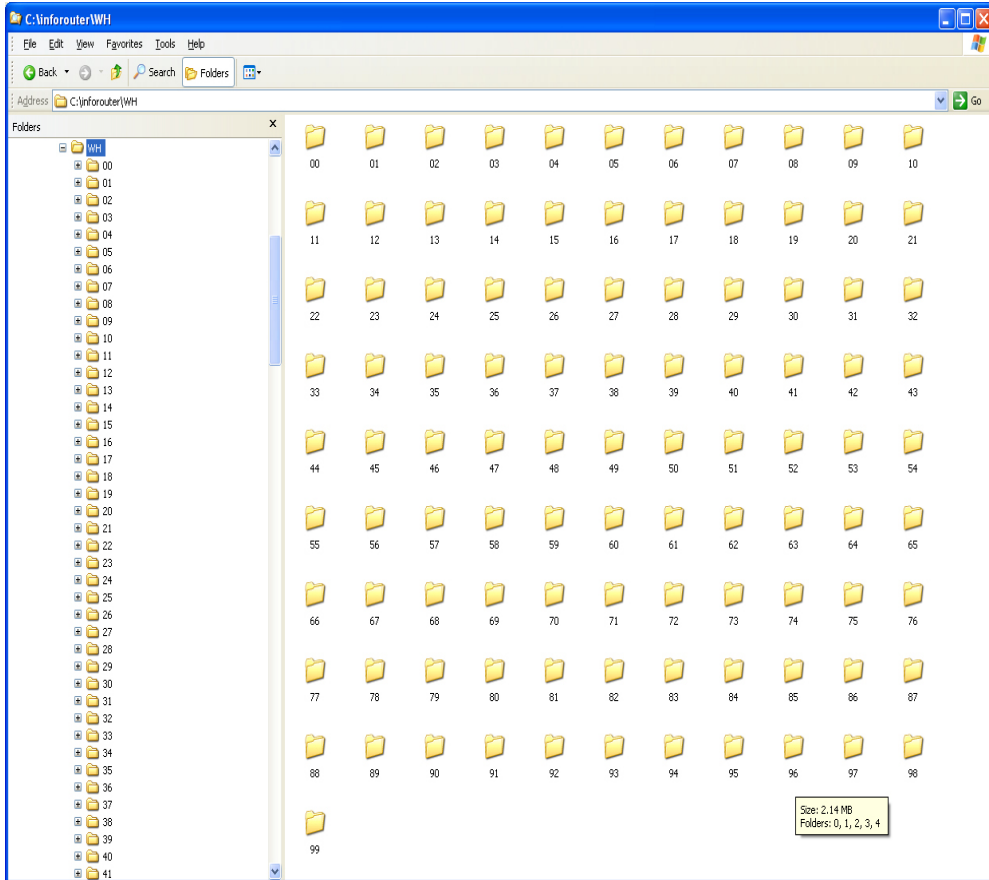 C:\inforouter\WH
File Edit View Favorites Tools Help
Back Search Folders
Address C:\inforouter\WH Go
Folders x
WH
00
01
02
03
04
05
06
07
08
09
10
11
12
13
14
15
16
17
18
19
20
21
22
23
24
25
26
27
28
29
30
31
32
33
34
35
36
37
38
39
40
41
00 01 02 03 04 05 06 07 08 09 10
11 12 13 14 15 16 17 18 19 20 21
22 23 24 25 26 27 28 29 30 31 32
33 34 35 36 37 38 39 40 41 42 43
44 45 46 47 48 49 50 51 52 53 54
55 56 57 58 59 60 61 62 63 64 65
66 67 68 69 70 71 72 73 74 75 76
77 78 79 80 81 82 83 84 85 86 87
88 89 90 91 92 93 94 95 96 97 98
Size: 2.14 MB
Folders: 0, 1, 2, 3, 4
99